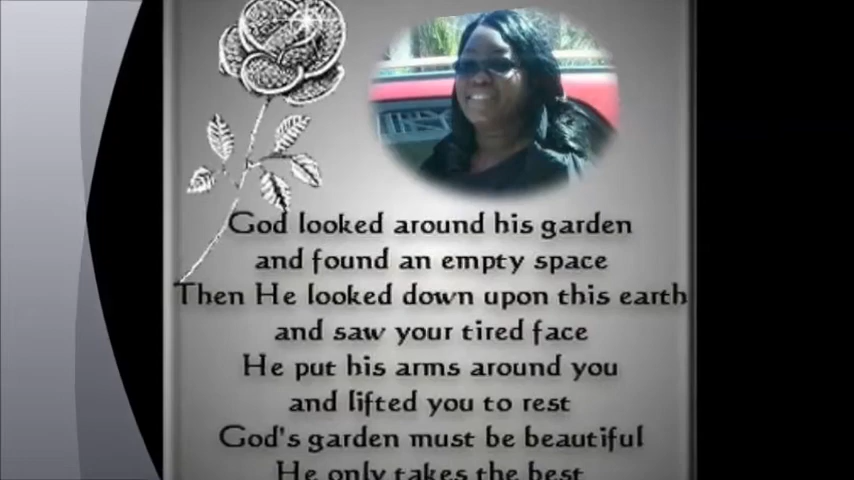 God looked around his garden
and found an empty space
Then He looked down upon this earth
and saw your tired face
He put his arms around you
and lifted you to rest
God's garden must be beautiful
He only takes the best